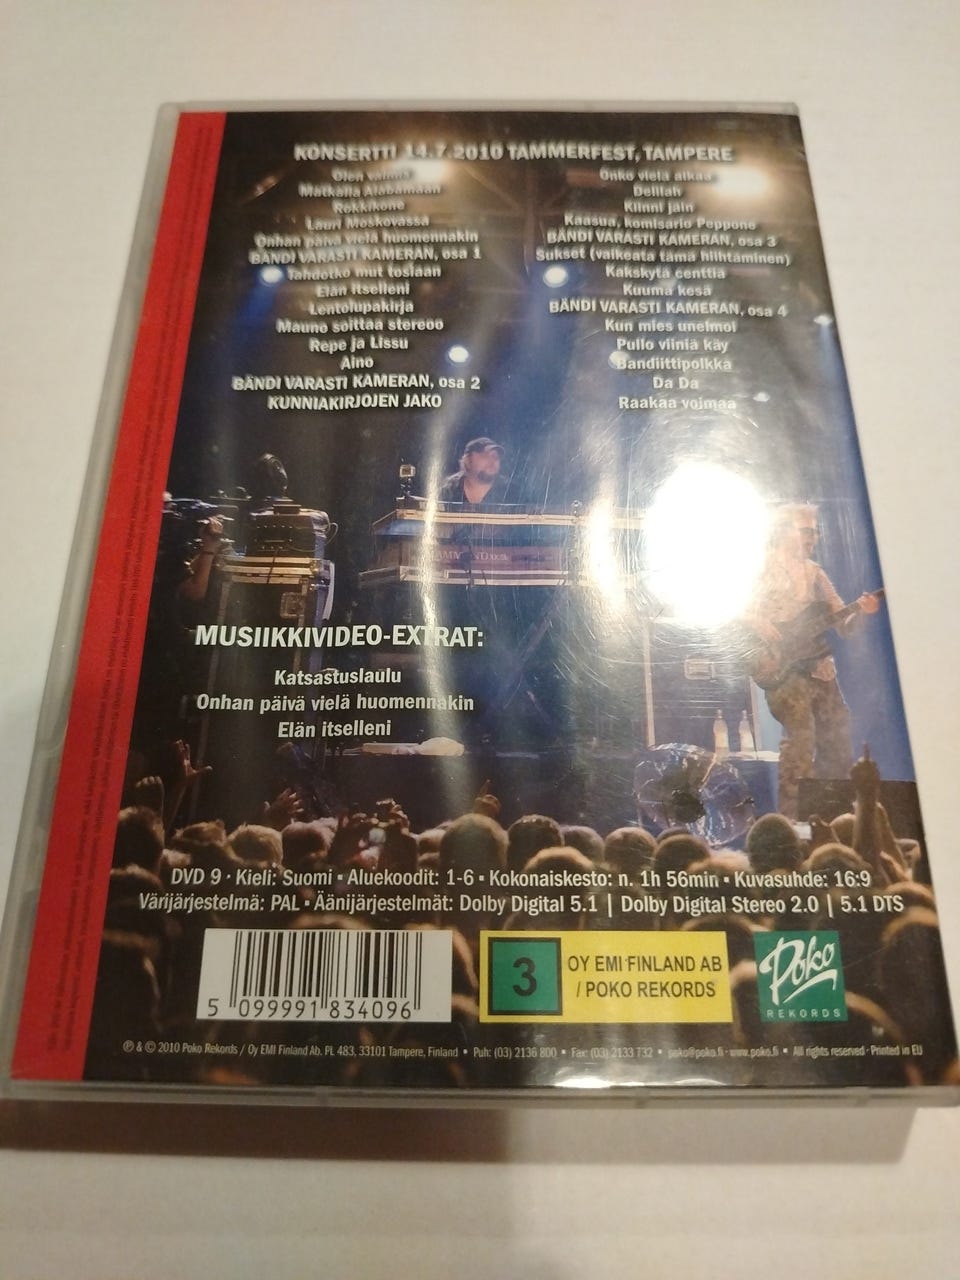 KONSERTTI 14.7.2010 TAMMERFEST, TAMPERE
Olen valmis
Matkalla Alabamaan
Rekkikone
Lauri Moskovassa
Onhan päivä vielä huomennakin
BÄNDI VARASTI KAMERAN, osa 1
Tahdotko mut tosiaan
Elän itselleni
Lentolupakirja
Mauno soittaa stereoo
Repe ja Lissu
Aino
BÄNDI VARASTI KAMERAN, osa 2
KUNNIAKIRJOJEN JAKO
Onko vielä aikaa
Delilah
Kiinni jäin
Kaasua, komisario Peppone
BÄNDI VARASTI KAMERAN, osa 3
Sukset (vaikeata tämä hiihtäminen)
Kakskytä centtiä
Kuuma kesä
BÄNDI VARASTI KAMERAN, osa 4
Kun mies unelmoi
Pullo viiniä käy
Bandiittipolkka
Da Da
Raakaa voimaa
MUSIIKKIVIDEO-EXTRAT:
Katsastuslaulu
Onhan päivä vielä huomennakin
Elän itselleni
DVD 9 • Kieli: Suomi • Aluekoodit: 1-6 • Kokonaiskesto: n. 1h 56min • Kuvasuhde: 16:9
Värijärjestelmä: PAL • Äänijärjestelmät: Dolby Digital 5.1 | Dolby Digital Stereo 2.0 | 5.1 DTS
5 099991 834096
3
OY EMI FINLAND AB
/ POKO REKORDS
Poko
REKORDS
℗ & © 2010 Poko Rekords / Oy EMI Finland Ab. PL 483, 33101 Tampere, Finland • Puh: (03) 2136 800 • Fax: (03) 2133 732 • poko@poko.fi • www.poko.fi • All rights reserved • Printed in EU